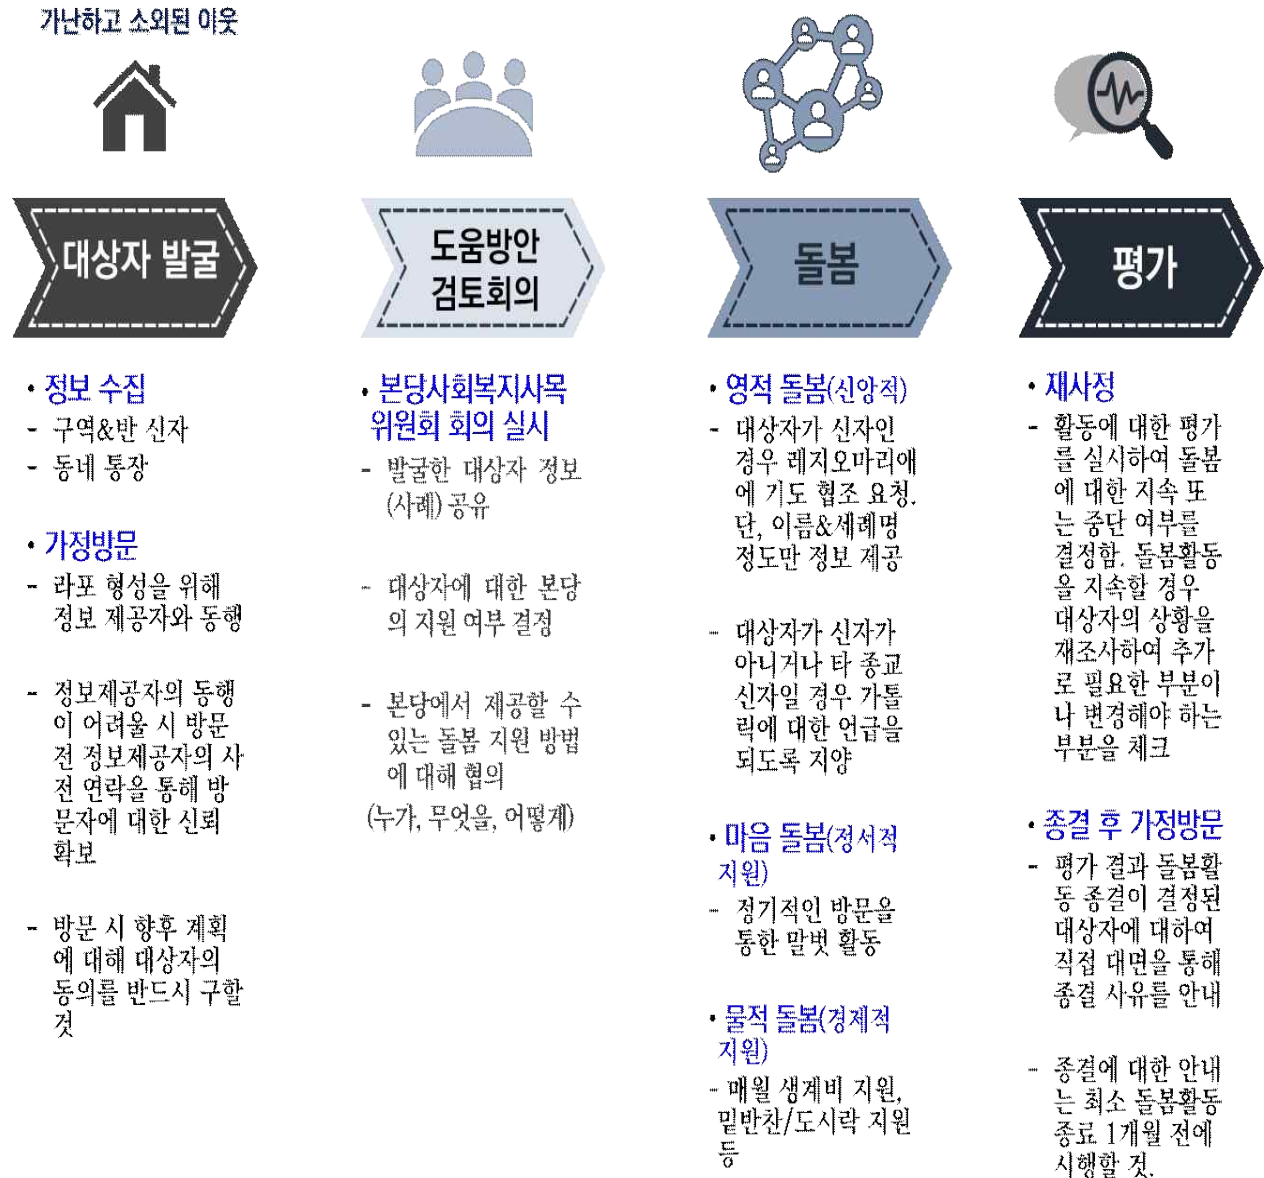 가난하고 소외된 이웃
대상자 발굴
• 정보 수집
- 구역&반 신자
- 동네 통장
• 가정방문
- 라포 형성을 위해
정보 제공자와 동행
- 정보제공자의 동행
이 어려울 시 방문
전 정보제공자의 사
전 연락을 통해 방
문자에 대한 신뢰
확보
- 방문 시 향후 계획
에 대해 대상자의
동의를 반드시 구할
것
도움방안
검토회의
• 본당사회복지사목
위원회 회의 실시
- 발굴한 대상자 정보
(사례) 공유
- 대상자에 대한 본당
의 지원 여부 결정
- 본당에서 제공할 수
있는 돌봄 지원 방법
에 대해 협의
(누가, 무엇을, 어떻게)
돌봄
• 영적 돌봄(신앙적)
- 대상자가 신자인
경우 레지오마리애
에 기도 협조 요청.
단, 이름&세례명
정도만 정보 제공
- 대상자가 신자가
아니거나 타 종교
신자일 경우 가톨
릭에 대한 언급을
되도록 지양
• 마음 돌봄(정서적
지원)
- 정기적인 방문을
통한 말벗 활동
• 물적 돌봄(경제적
지원)
- 매월 생계비 지원,
밑반찬/도시락 지원
등
평가
• 재사정
- 활동에 대한 평가
를 실시하여 돌봄
에 대한 지속 또
는 중단 여부를
결정함. 돌봄활동
을 지속할 경우
대상자의 상황을
재조사하여 추가
로 필요한 부분이
나 변경해야 하는
부분을 체크
• 종결 후 가정방문
- 평가 결과 돌봄활
동 종결이 결정된
대상자에 대하여
직접 대면을 통해
종결 사유를 안내
- 종결에 대한 안내
는 최소 돌봄활동
종료 1개월 전에
시행할 것.